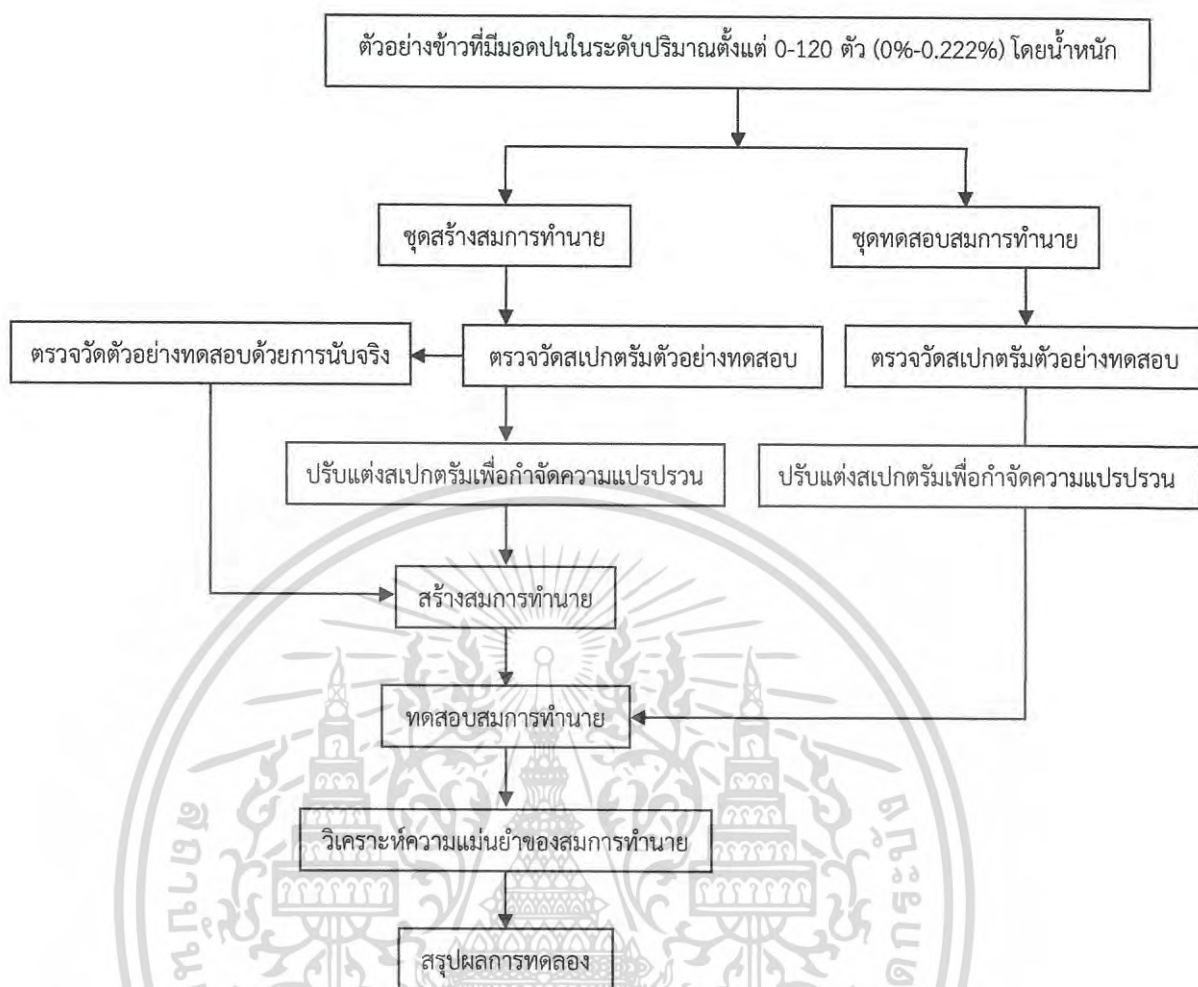 ตัวอย่างข้าวที่มีมอดปนในระดับปริมาณตั้งแต่ 0-120 ตัว (0%-0.222%) โดยน้ำหนัก
ชุดสร้างสมการทำนาย
ชุดทดสอบสมการทำนาย
ตรวจวัดตัวอย่างทดสอบด้วยการนับจริง
ตรวจวัดสเปกตรัมตัวอย่างทดสอบ
ตรวจวัดสเปกตรัมตัวอย่างทดสอบ
ปรับแต่งสเปกตรัมเพื่อกำจัดความแปรปรวน
ปรับแต่งสเปกตรัมเพื่อกำจัดความแปรปรวน
สร้างสมการทำนาย
ทดสอบสมการทำนาย
วิเคราะห์ความแม่นยำของสมการทำนาย
สรุปผลการทดลอง